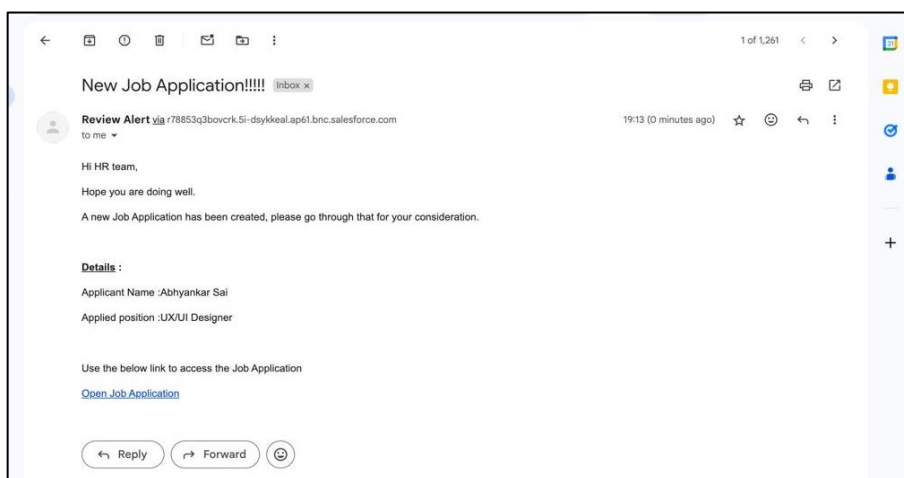 1 of 1,261
New Job Application!!!!! Inbox x
Review Alert via r78853q3bovcrk.5i-dsykkeal.ap61.bnc.salesforce.com 19:13 (0 minutes ago)
to me
Hi HR team,
Hope you are doing well.
A new Job Application has been created, please go through that for your consideration.
Details :
Applicant Name :Abhyankar Sai
Applied position :UX/UI Designer
Use the below link to access the Job Application
Open Job Application
Reply Forward
31